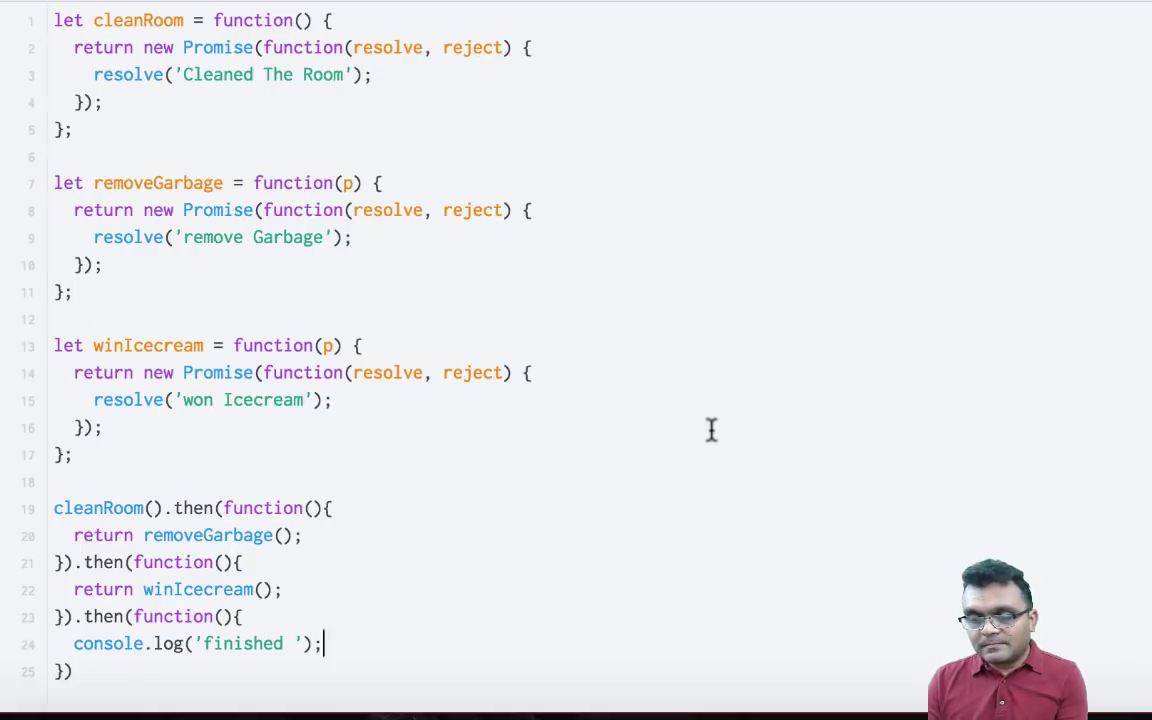 1 let cleanRoom = function() {
2 return new Promise(function(resolve, reject) {
3 resolve('Cleaned The Room');
4 });
5 };
6
7 let removeGarbage = function(p) {
8 return new Promise(function(resolve, reject) {
9 resolve('remove Garbage');
10 });
11 };
12
13 let winIcecream = function(p) {
14 return new Promise(function(resolve, reject) {
15 resolve('won Icecream');
16 });
17 };
18
19 cleanRoom().then(function(){
20 return removeGarbage();
21 }).then(function(){
22 return winIcecream();
23 }).then(function(){
24 console.log('finished ');
25 })